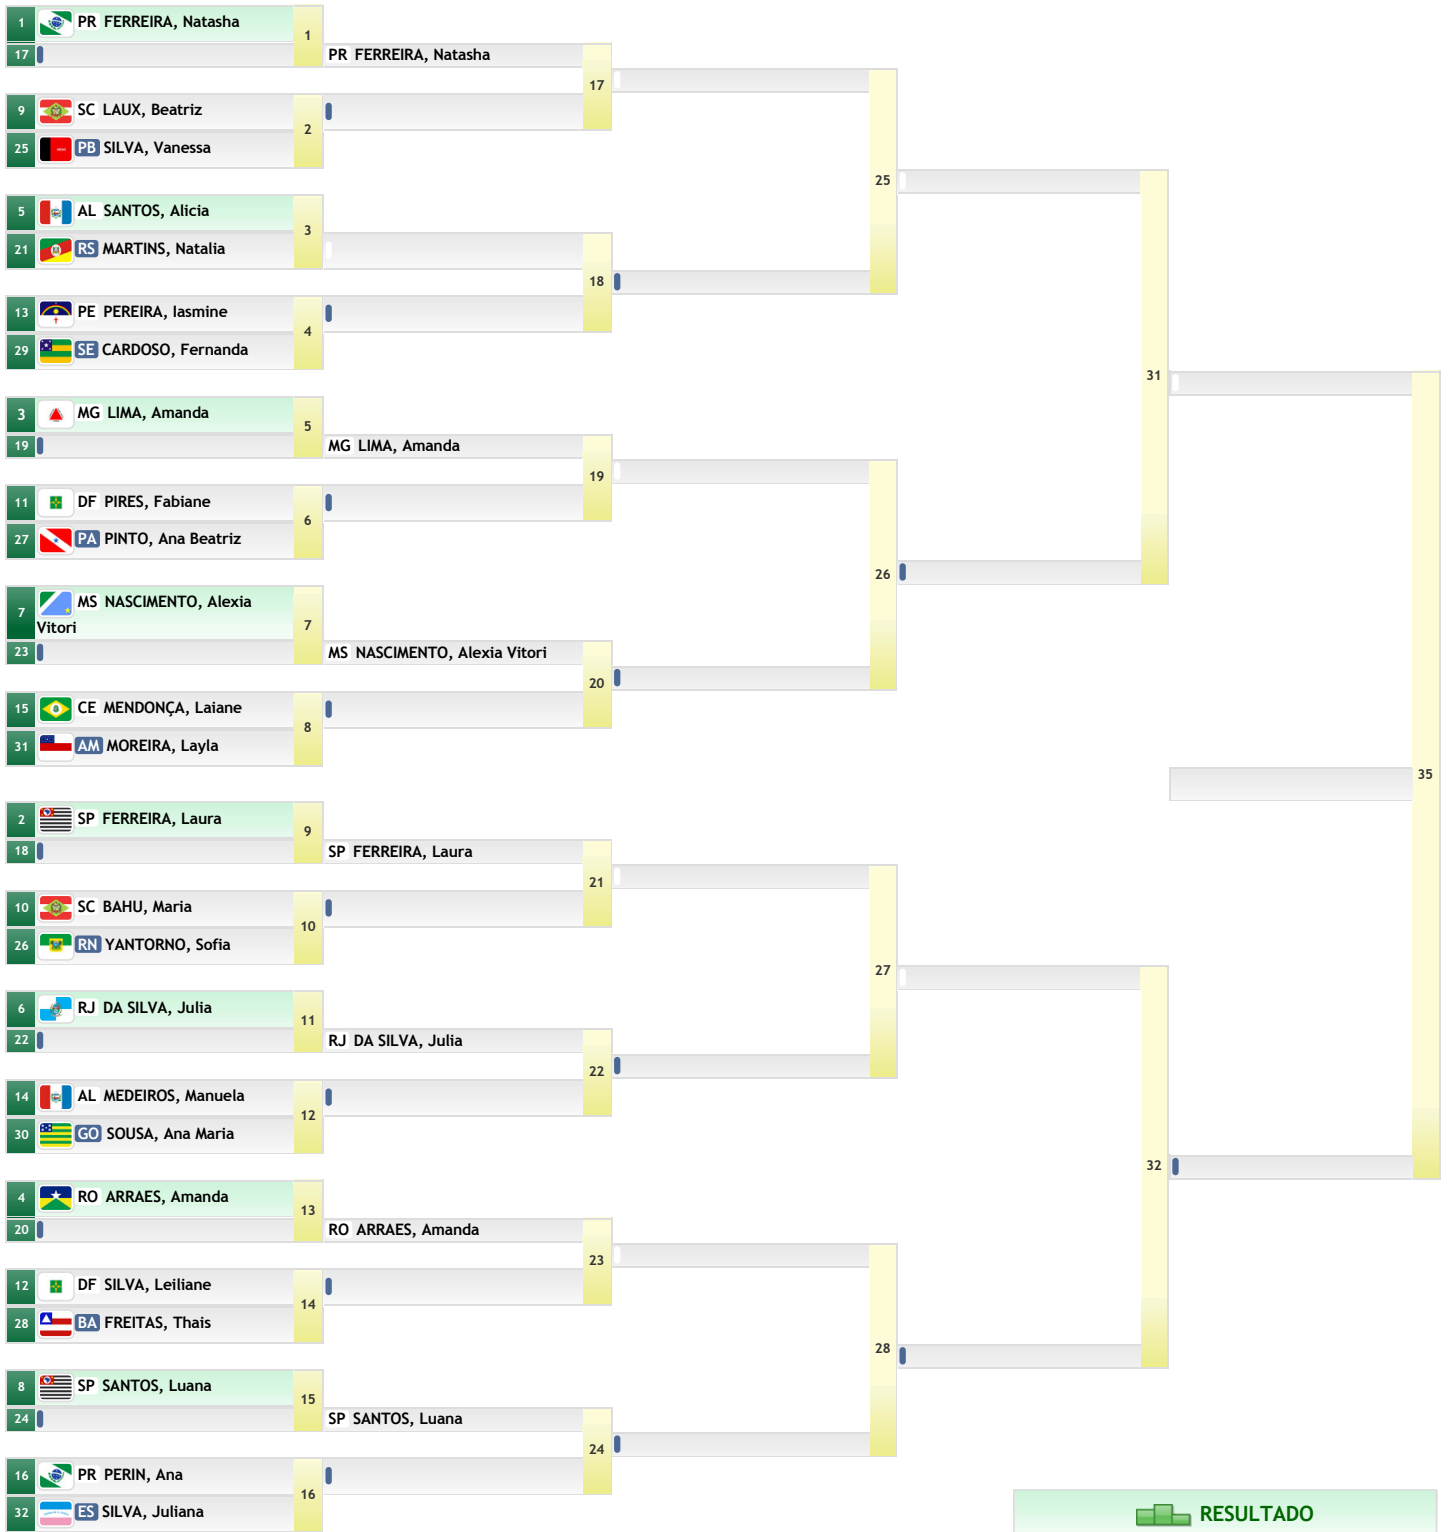 1 PR FERREIRA, Natasha
17
1
PR FERREIRA, Natasha
9 SC LAUX, Beatriz
25 PB SILVA, Vanessa
2
17
5 AL SANTOS, Alicia
21 RS MARTINS, Natalia
3
13 PE PEREIRA, Iasmine
29 SE CARDOSO, Fernanda
4
18
25
3 MG LIMA, Amanda
19
5
MG LIMA, Amanda
11 DF PIRES, Fabiane
27 PA PINTO, Ana Beatriz
6
19
7 MS NASCIMENTO, Alexia
Vitori
23
7
MS NASCIMENTO, Alexia Vitori
15 CE MENDONÇA, Laiane
31 AM MOREIRA, Layla
8
20
26
31
2 SP FERREIRA, Laura
18
9
SP FERREIRA, Laura
10 SC BAHU, Maria
26 RN YANTORNO, Sofia
10
21
6 RJ DA SILVA, Julia
22
11
RJ DA SILVA, Julia
14 AL MEDEIROS, Manuela
30 GO SOUSA, Ana Maria
12
22
27
4 RO ARRAES, Amanda
20
13
RO ARRAES, Amanda
12 DF SILVA, Leiliane
28 BA FREITAS, Thais
14
23
8 SP SANTOS, Luana
24
15
SP SANTOS, Luana
16 PR PERIN, Ana
32 ES SILVA, Juliana
16
24
28
32
35
RESULTADO